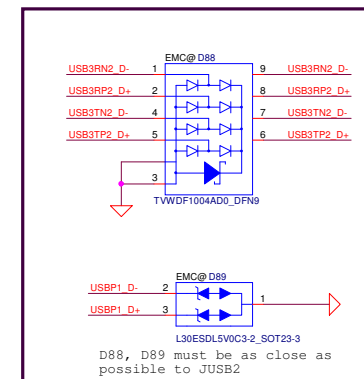 EMC@ D88
USB3RN2_D- 1 9 USB3RN2_D-
USB3RP2_D+ 2 8 USB3RP2_D+
USB3TN2_D- 4 7 USB3TN2_D-
USB3TP2_D+ 5 6 USB3TP2_D+
3
TVWDF1004AD0_DFN9
EMC@ D89
USBP1_D- 2 1
USBP1_D+ 3
L30ESDL5V0C3-2_SOT23-3
D88, D89 must be as close as
possible to JUSB2